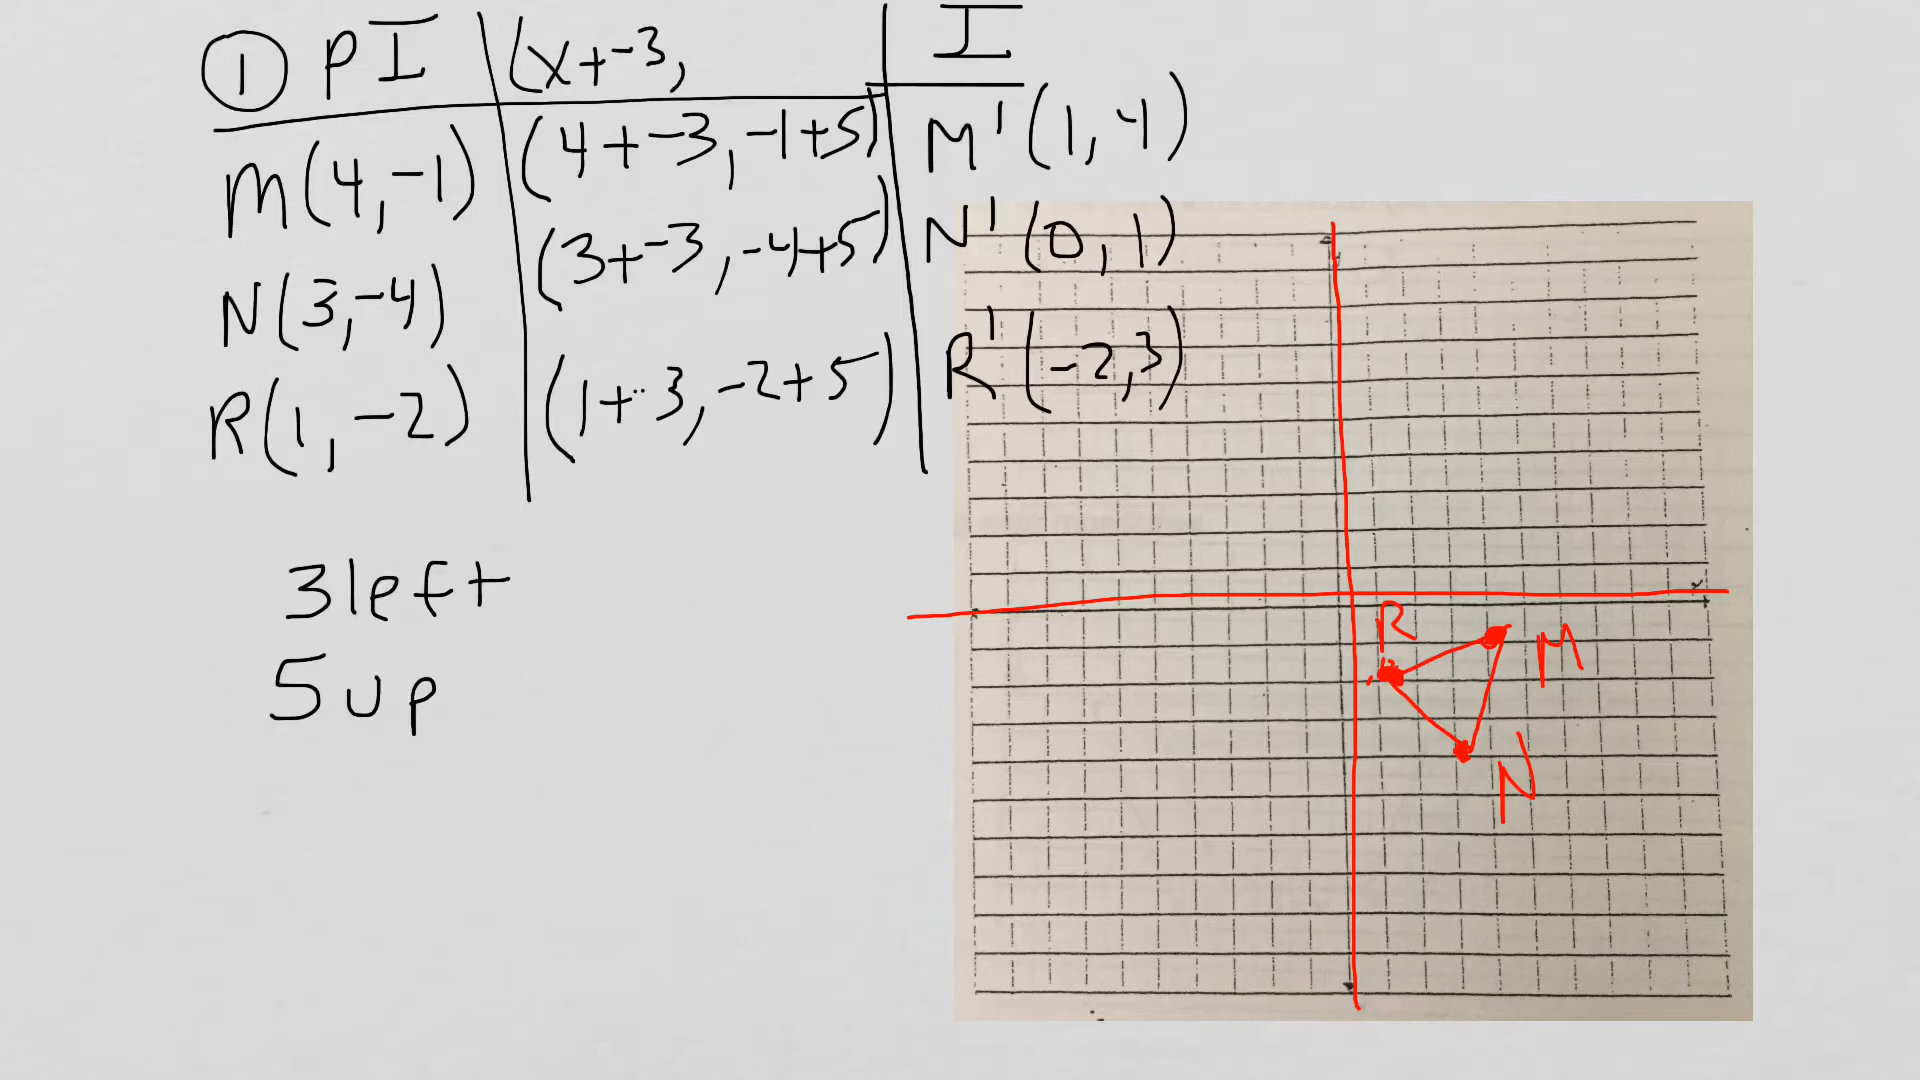 ① PI (x+-3, I
M(4,-1) (4+-3,-1+5) M'(1,4)
N(3,-4) (3+-3,-4+5) N'(0,1)
R(1,-2) (1+-3,-2+5) R'(-2,3)
3 left
5 up
R
M
N